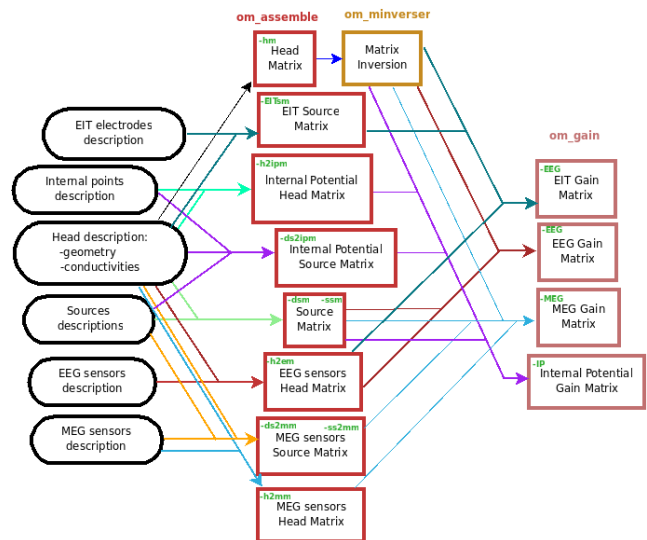 om_assemble
om_minverser
-hm
Head
Matrix
Matrix
Inversion
-EITsm
EIT Source
Matrix
EIT electrodes
description
om_gain
-h2ipm
Internal Potential
Head Matrix
Internal points
description
-EEG
EIT Gain
Matrix
Head description:
-geometry
-conductivities
-ds2ipm
Internal Potential
Source Matrix
-EEG
EEG Gain
Matrix
Sources
descriptions
-dsm -ssm
Source
Matrix
-MEG
MEG Gain
Matrix
EEG sensors
description
-h2em
EEG sensors
Head Matrix
-IP
Internal Potential
Gain Matrix
MEG sensors
description
-ds2mm -ss2mm
MEG sensors
Source Matrix
-h2mm
MEG sensors
Head Matrix